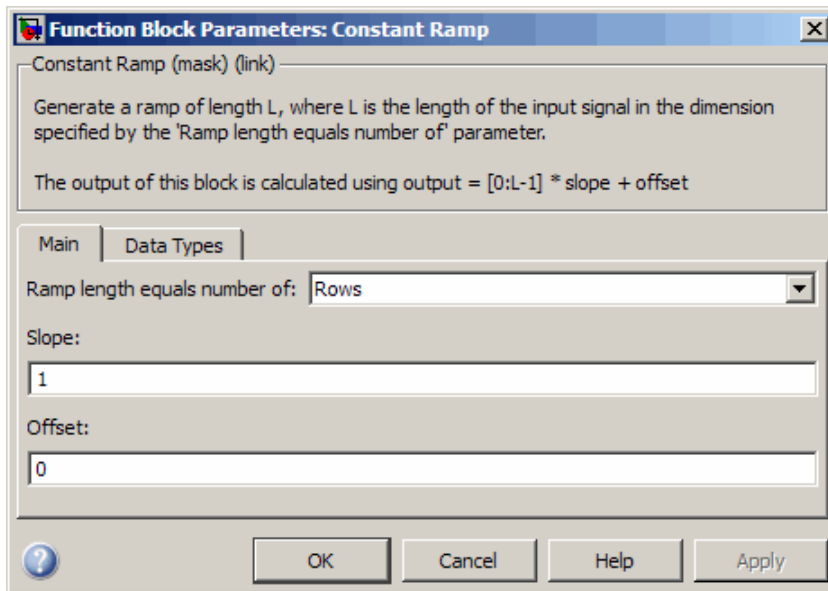 Function Block Parameters: Constant Ramp
Constant Ramp (mask) (link)
Generate a ramp of length L, where L is the length of the input signal in the dimension
specified by the 'Ramp length equals number of' parameter.
The output of this block is calculated using output = [0:L-1] * slope + offset
Main
Data Types
Ramp length equals number of: Rows
Slope:
1
Offset:
0
OK
Cancel
Help
Apply